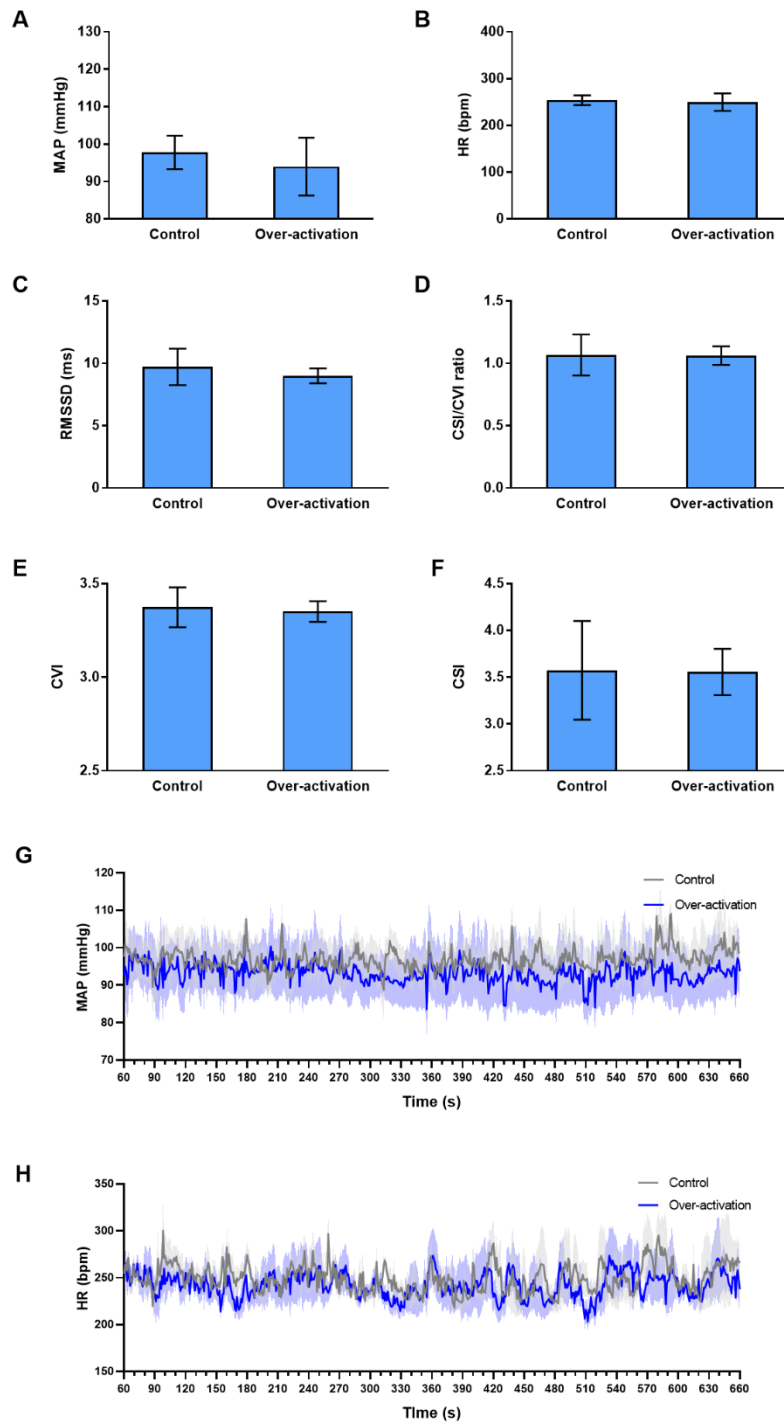 A
MAP (mmHg)
130
120
110
100
90
80
Control
Over-activation
B
HR (bpm)
400
300
200
100
0
Control
Over-activation
C
RMSSD (ms)
15
10
5
0
Control
Over-activation
D
CSI/CVI ratio
1.5
1.0
0.5
0.0
Control
Over-activation
E
CVI
3.5
3.0
2.5
Control
Over-activation
F
CSI
4.5
4.0
3.5
3.0
2.5
Control
Over-activation
G
Control
Over-activation
MAP (mmHg)
120
110
100
90
80
70
60 90 120 150 180 210 240 270 300 330 360 390 420 450 480 510 540 570 600 630 660
Time (s)
H
Control
Over-activation
HR (bpm)
350
300
250
200
150
60 90 120 150 180 210 240 270 300 330 360 390 420 450 480 510 540 570 600 630 660
TIme (s)